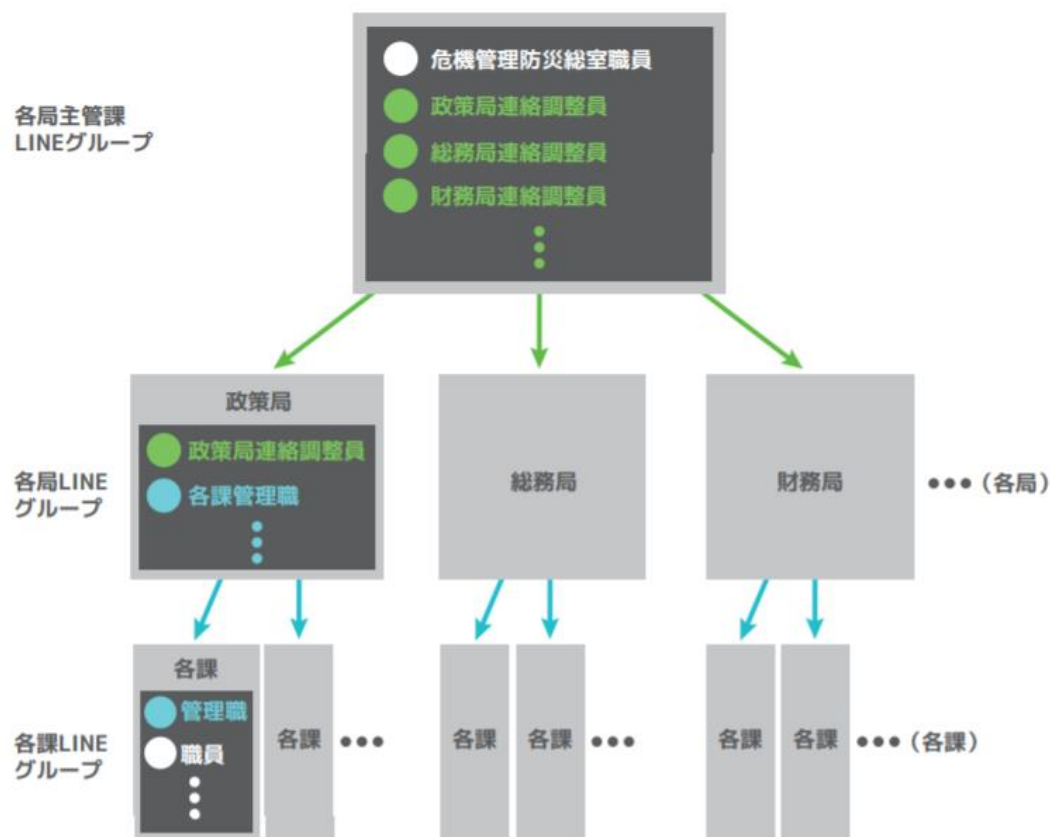 各局主管課
LINEグループ
危機管理防災総室職員
政策局連絡調整員
総務局連絡調整員
財務局連絡調整員
各局LINE
グループ
政策局
政策局連絡調整員
各課管理職
総務局
財務局
●●●（各局）
各課LINE
グループ
各課
管理職
職員
各課
●●●
各課
各課
●●●
各課
各課
●●●（各課）